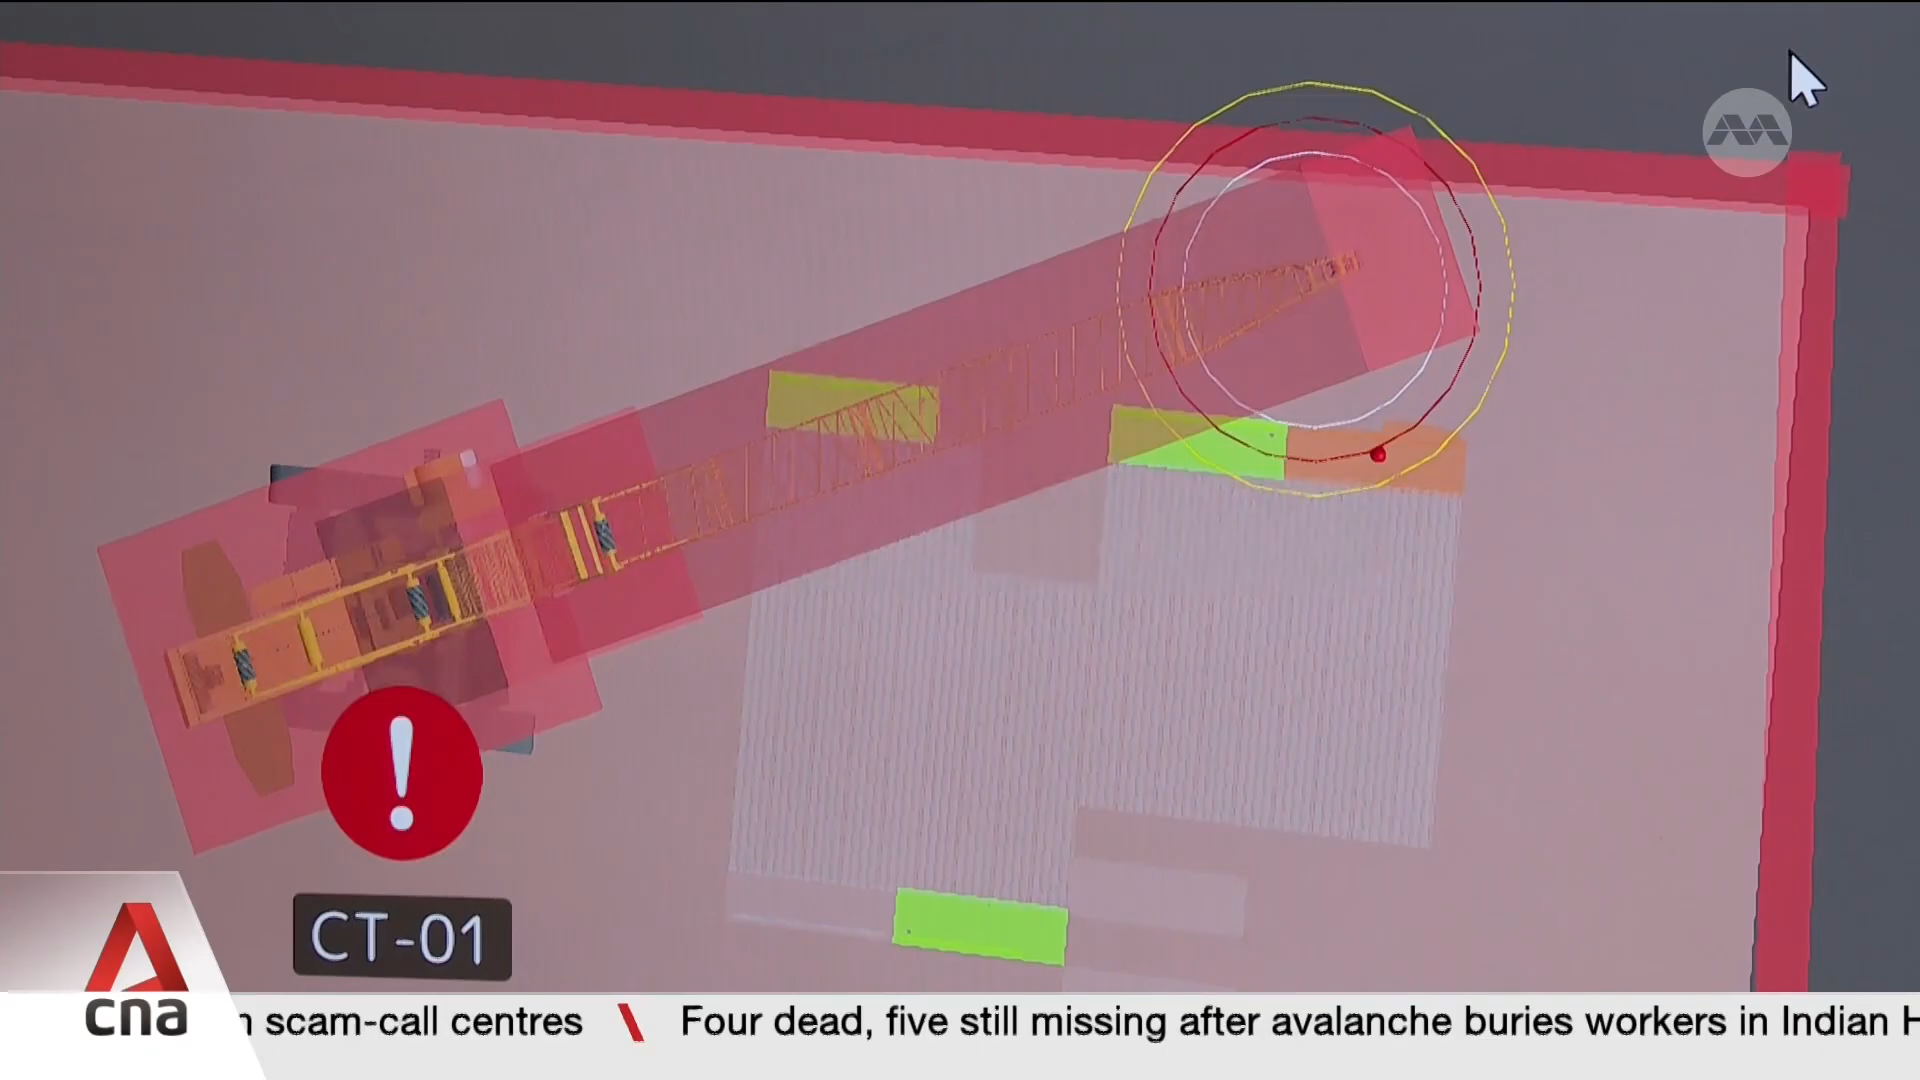 CT-01
cna
scam-call centres
Four dead, five still missing after avalanche buries workers in Indian